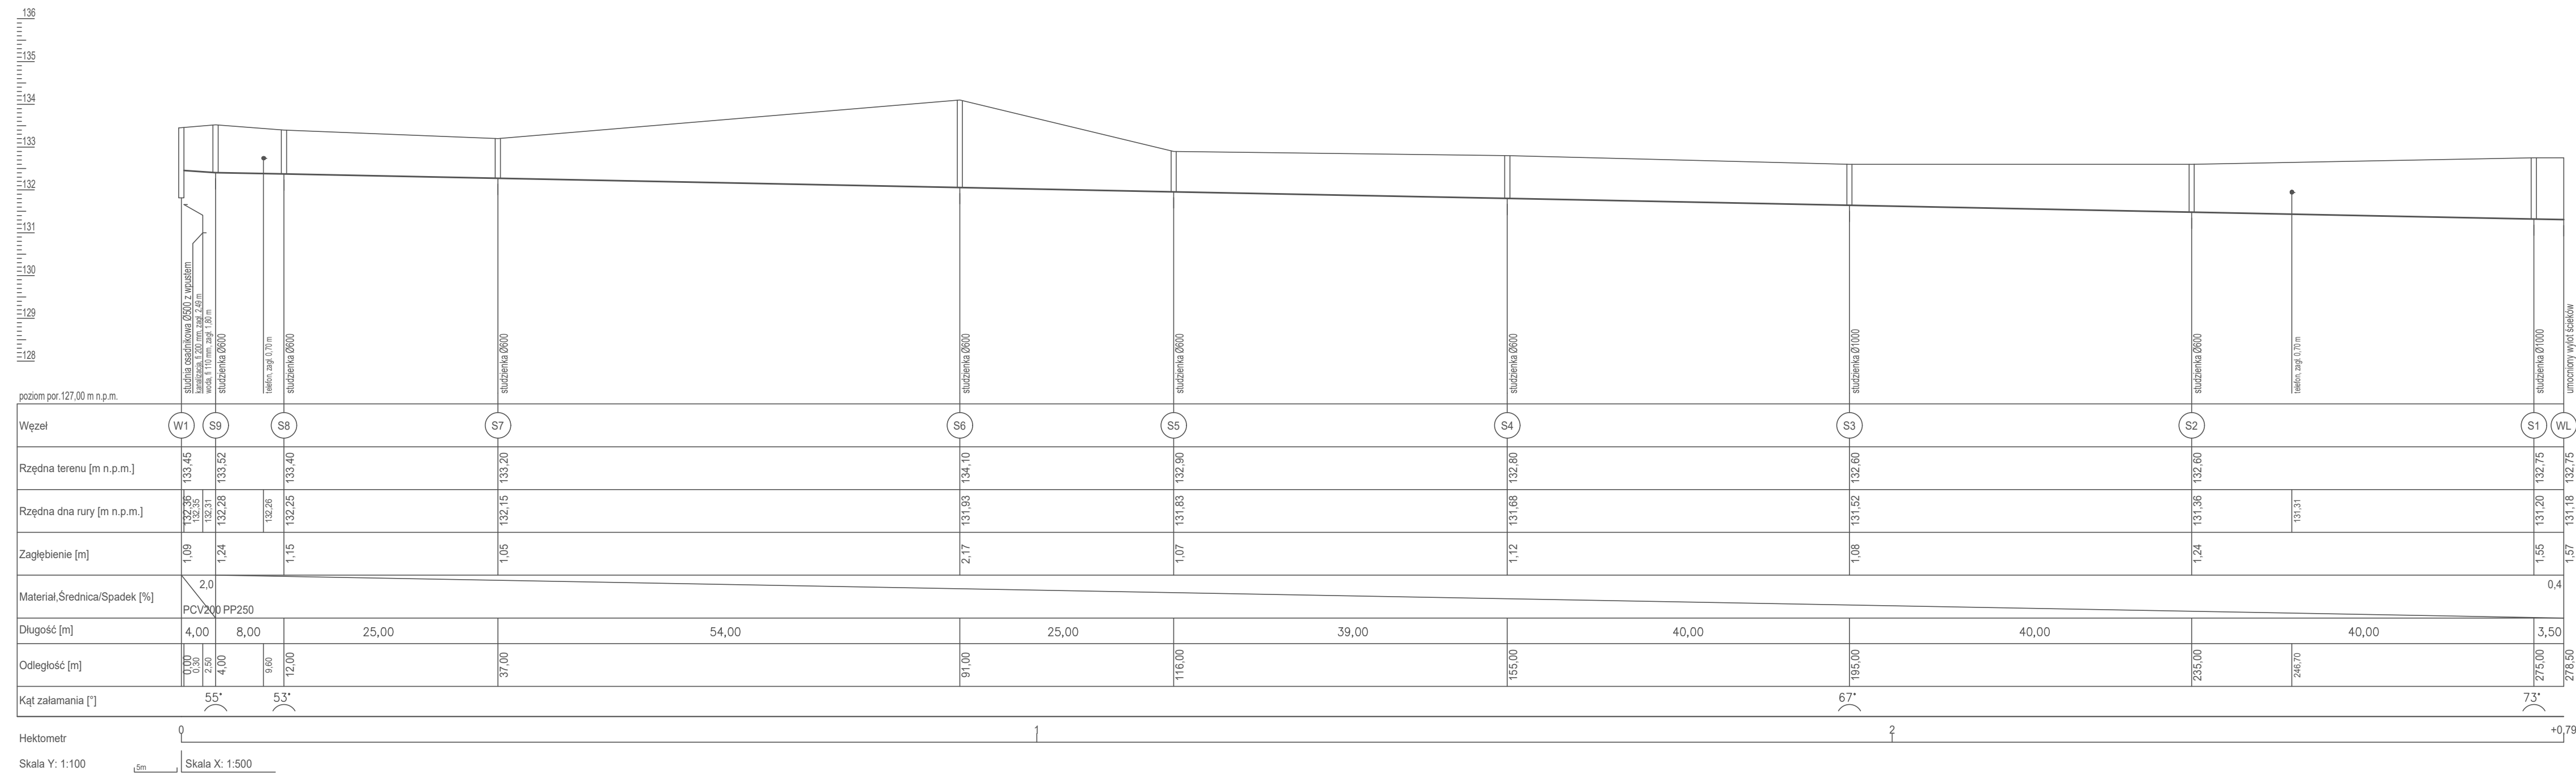 136
135
134
133
132
131
130
129
128
studnia osadnikowa Ø500 z wpustem
kanalizacja, fi 200 mm, zagł. 2,49 m
woda, fi 110 mm, zagł. 1,80 m
studzienka Ø600
telefon, zagł. 0,70 m
studzienka Ø600
studzienka Ø600
studzienka Ø600
studzienka Ø600
studzienka Ø600
studzienka Ø1000
studzienka Ø600
telefon, zagł. 0,70 m
studzienka Ø1000
umocniony wylot ścieków
poziom por.127,00 m n.p.m.
Węzeł W1 S9 S8 S7 S6 S5 S4 S3 S2 S1 WL
Rzędna terenu [m n.p.m.] 133,45 133,52 133,40 133,20 134,10 132,90 132,80 132,60 132,60 132,75 132,75
Rzędna dna rury [m n.p.m.] 132,36 132,35 132,31 132,28 132,26 132,25 132,15 131,93 131,83 131,68 131,52 131,36 131,31 131,20 131,18
Zagłębienie [m] 1,09 1,24 1,15 1,05 2,17 1,07 1,12 1,08 1,24 1,55 1,57
2,0 0,4
Materiał,Średnica/Spadek [%]
PCV200 PP250
Długość [m] 4,00 8,00 25,00 54,00 25,00 39,00 40,00 40,00 40,00 3,50
Odległość [m] 0,00 0,30 2,50 4,00 9,60 12,00 37,00 91,00 116,00 155,00 195,00 235,00 246,70 275,00 278,50
Kąt załamania [°] 55° 53° 67° 73°
0 1 2 +0,79
Hektometr
Skala Y: 1:100 5m Skala X: 1:500